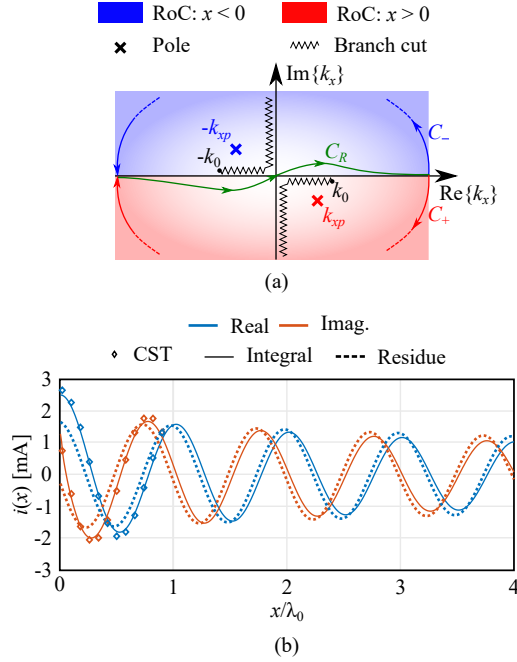 RoC: x < 0 RoC: x > 0
Pole Branch cut
Im{kₓ}
-kₓₚ
-k₀
C_R
C₋
k₀
Re{kₓ}
kₓₚ
C₊
(a)
Real Imag.
CST Integral Residue
3
2
1
0
-1
-2
-3
i(x) [mA]
0 1 2 3 4
x/λ₀
(b)